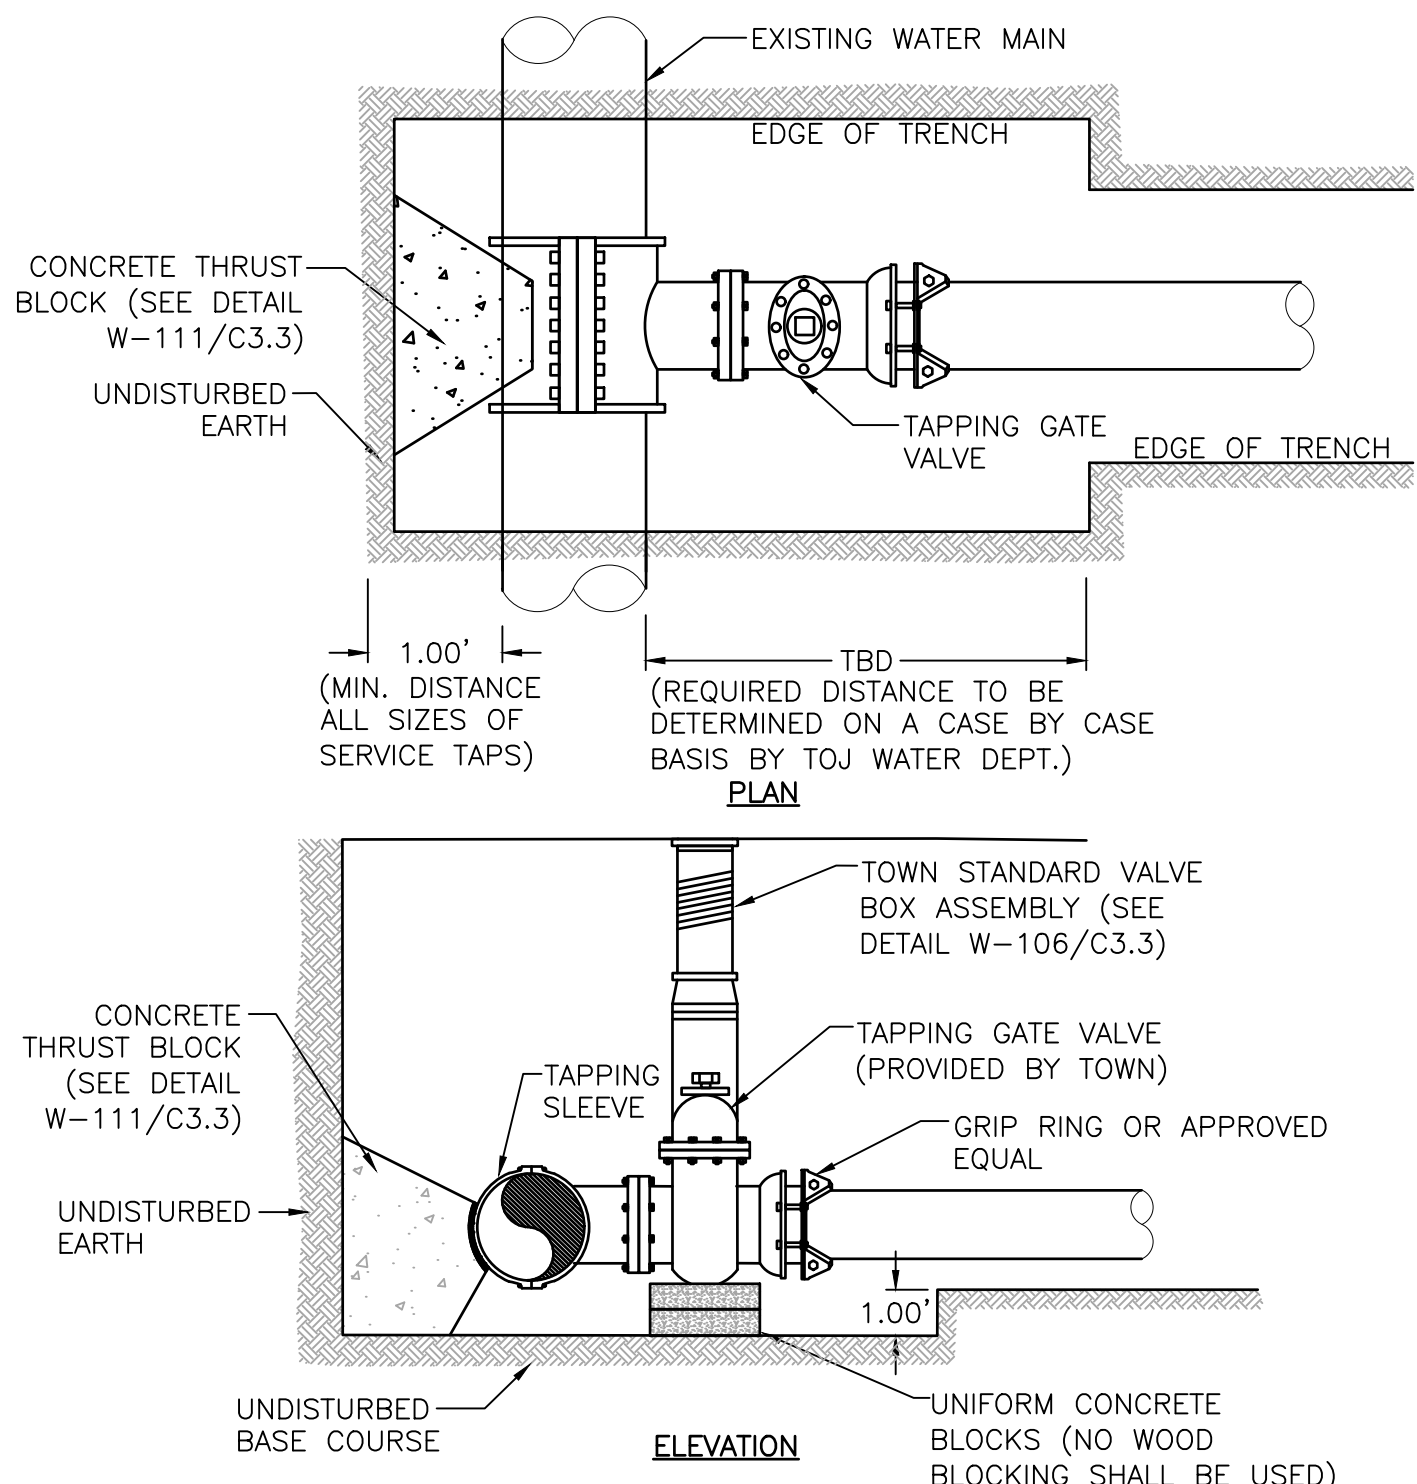 EXISTING WATER MAIN
EDGE OF TRENCH
CONCRETE THRUST
BLOCK (SEE DETAIL
W-111/C3.3)
UNDISTURBED
EARTH
TAPPING GATE
VALVE
EDGE OF TRENCH
1.00'
(MIN. DISTANCE
ALL SIZES OF
SERVICE TAPS)
TBD
(REQUIRED DISTANCE TO BE
DETERMINED ON A CASE BY CASE
BASIS BY TOJ WATER DEPT.)
PLAN
TOWN STANDARD VALVE
BOX ASSEMBLY (SEE
DETAIL W-106/C3.3)
CONCRETE
THRUST BLOCK
(SEE DETAIL
W-111/C3.3)
TAPPING
SLEEVE
TAPPING GATE VALVE
(PROVIDED BY TOWN)
GRIP RING OR APPROVED
EQUAL
UNDISTURBED
EARTH
1.00'
UNDISTURBED
BASE COURSE
ELEVATION
UNIFORM CONCRETE
BLOCKS (NO WOOD
BLOCKING SHALL BE USED)